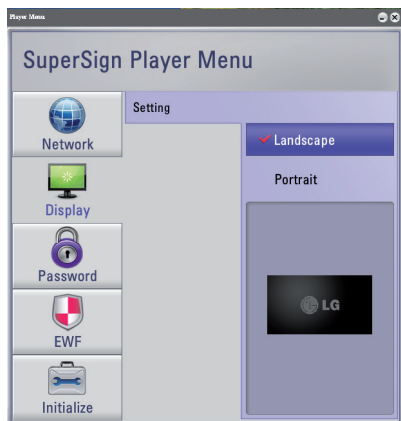 Player Menu
SuperSign Player Menu
Setting
Network
Landscape
Portrait
Display
Password
LG
EWF
Initialize